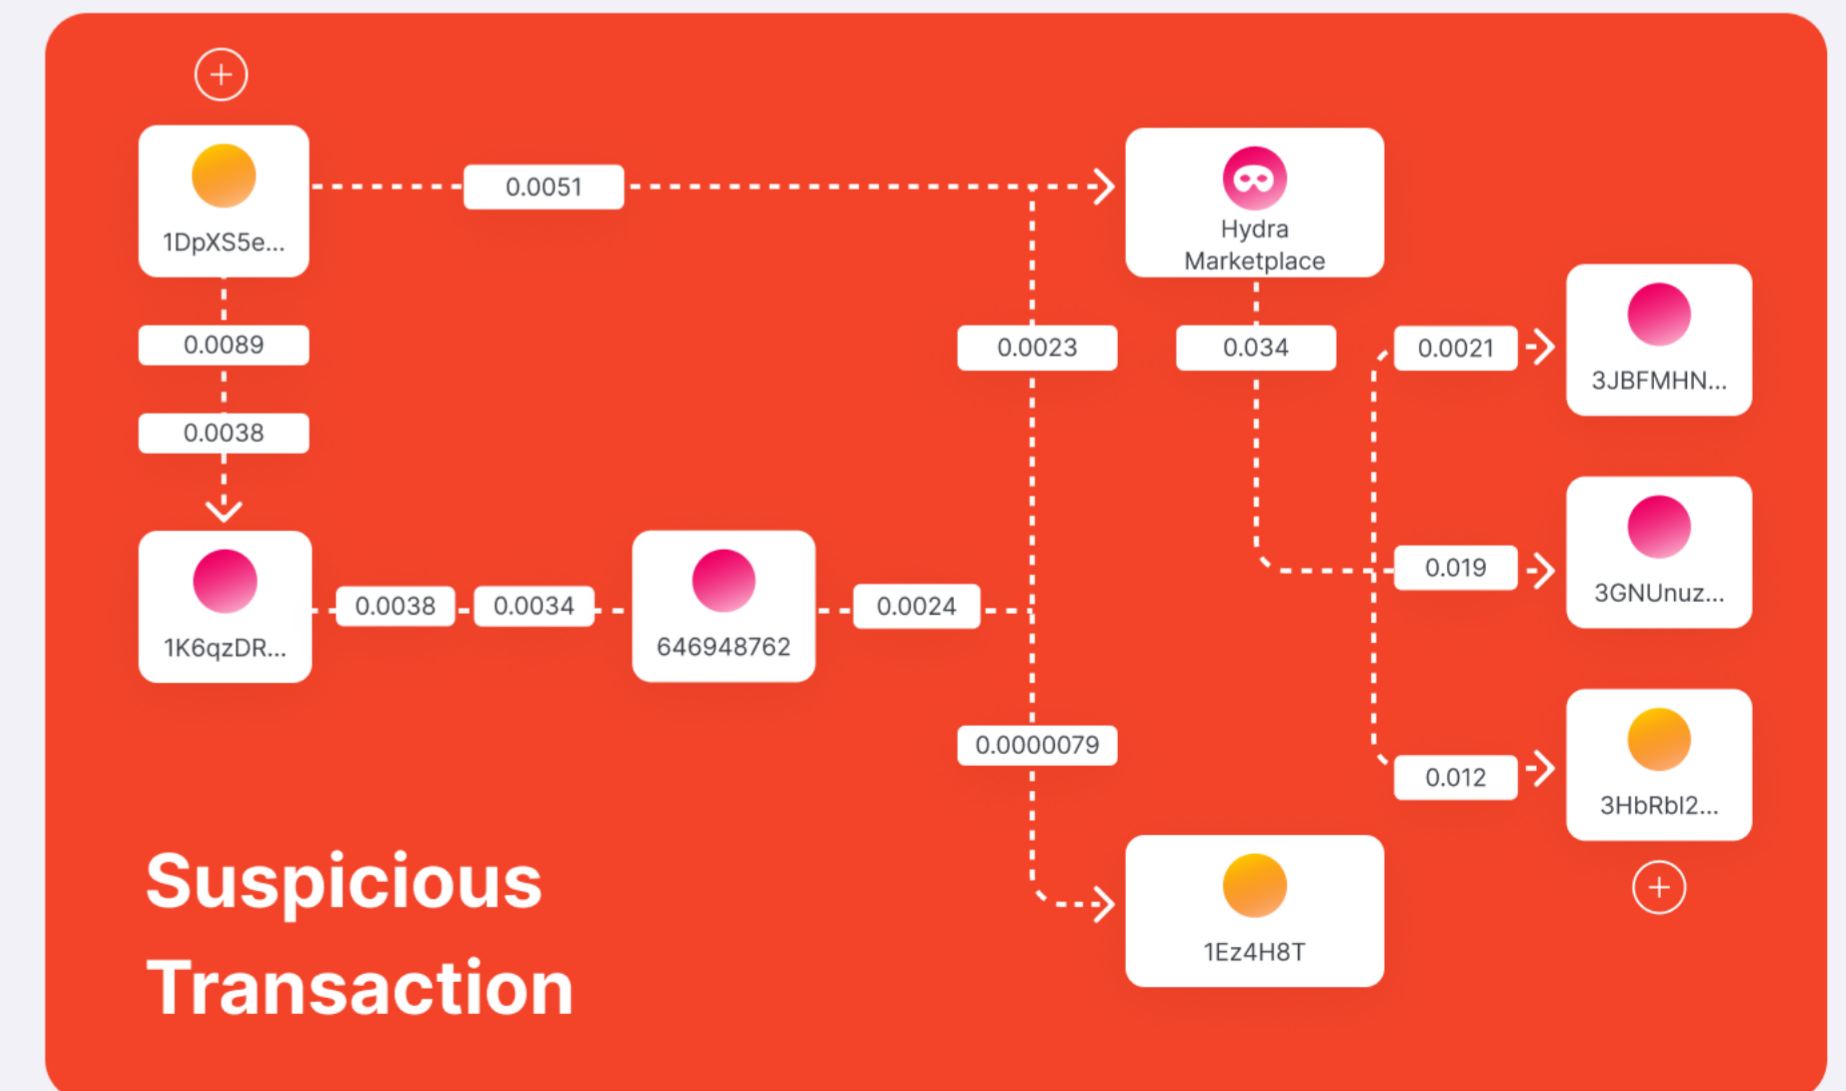 1DpXS5e...
0.0051
Hydra
Marketplace
0.0089
0.0023
0.034
0.0021
3JBFMHN...
0.0038
1K6qzDR...
0.0038
0.0034
646948762
0.0024
0.019
3GNUnuz...
0.0000079
0.012
3HbRbl2...
1Ez4H8T
Suspicious
Transaction